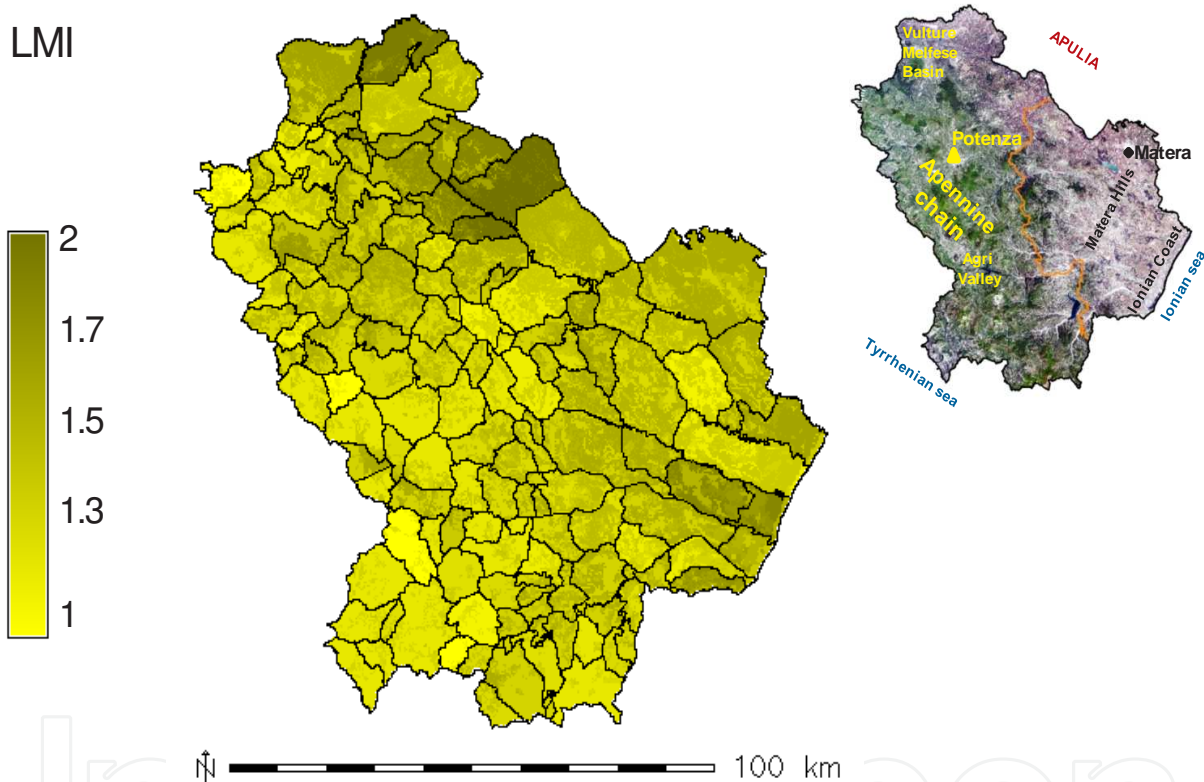 LMI
2
1.7
1.5
1.3
1
Vulture
Melfese
Basin
APULIA
Potenza
Matera
Apennine
chain
Matera Hills
Agri
Valley
Ionian Coast
Ionian sea
Tyrrhenian sea
N
100 km